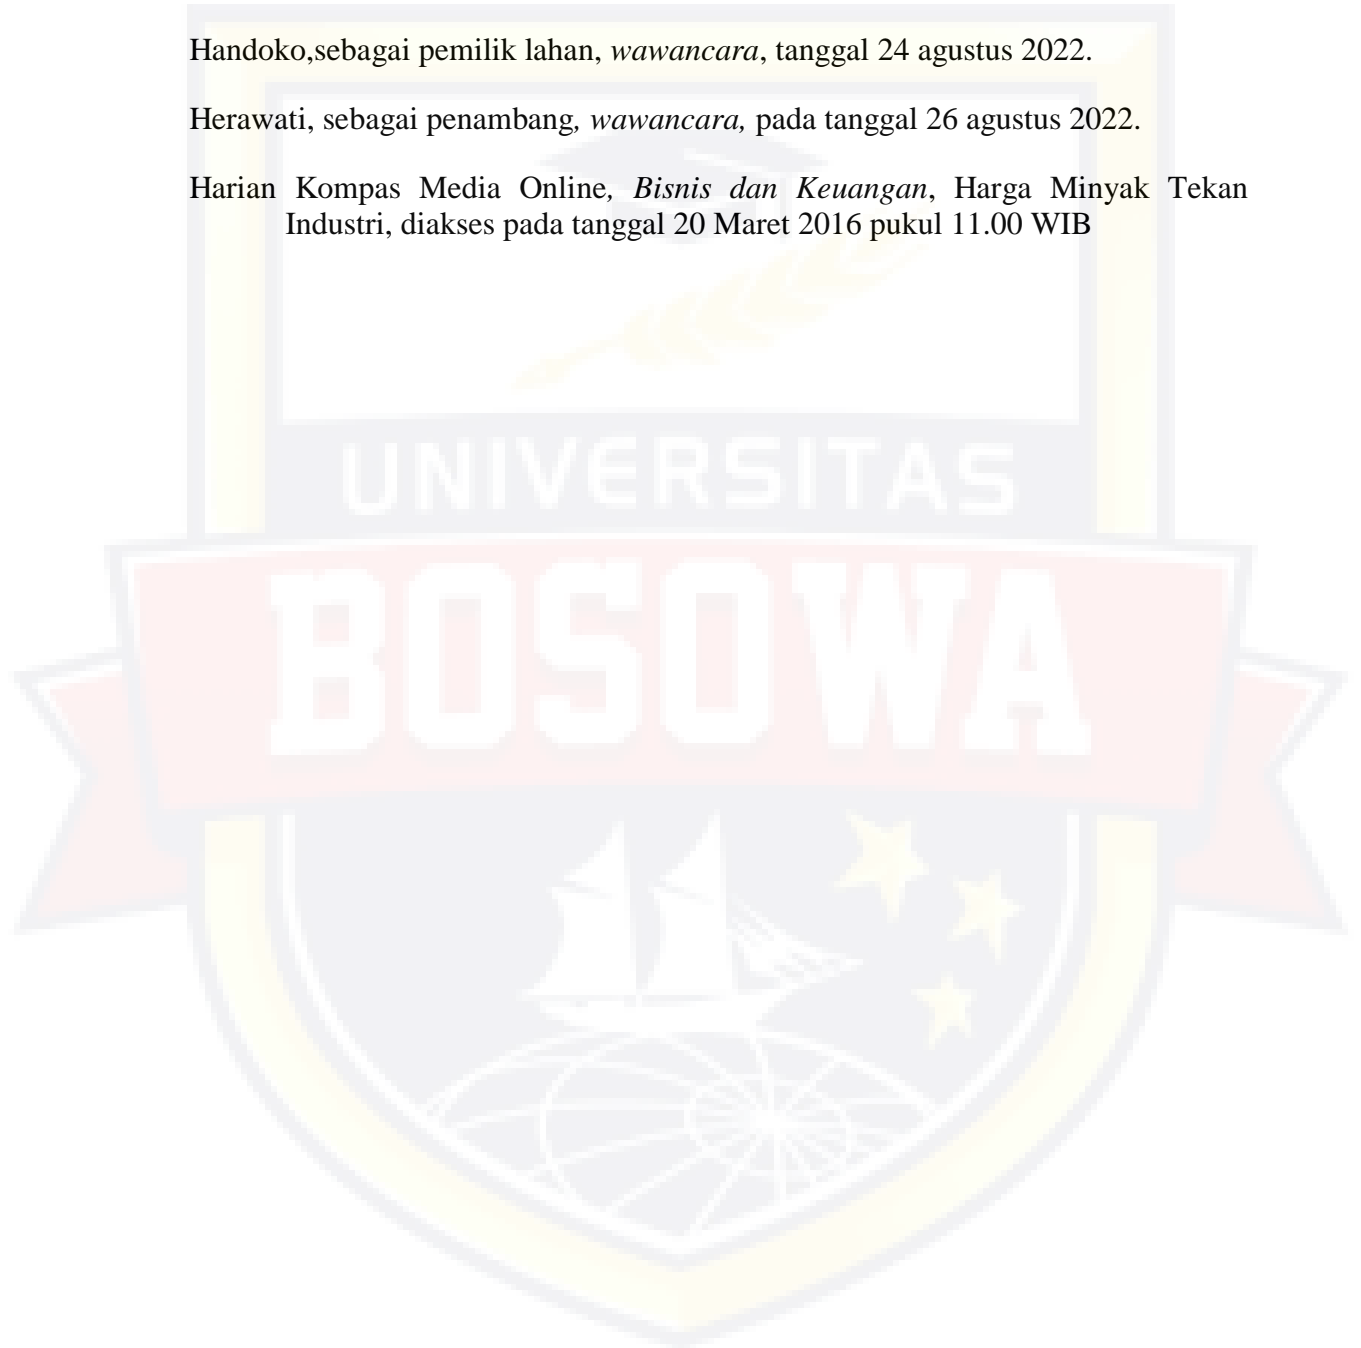 Handoko,sebagai pemilik lahan, wawancara, tanggal 24 agustus 2022.
Herawati, sebagai penambang, wawancara, pada tanggal 26 agustus 2022.
Harian Kompas Media Online, Bisnis dan Keuangan, Harga Minyak Tekan
Industri, diakses pada tanggal 20 Maret 2016 pukul 11.00 WIB
UNIVERSITAS
BOSOWA